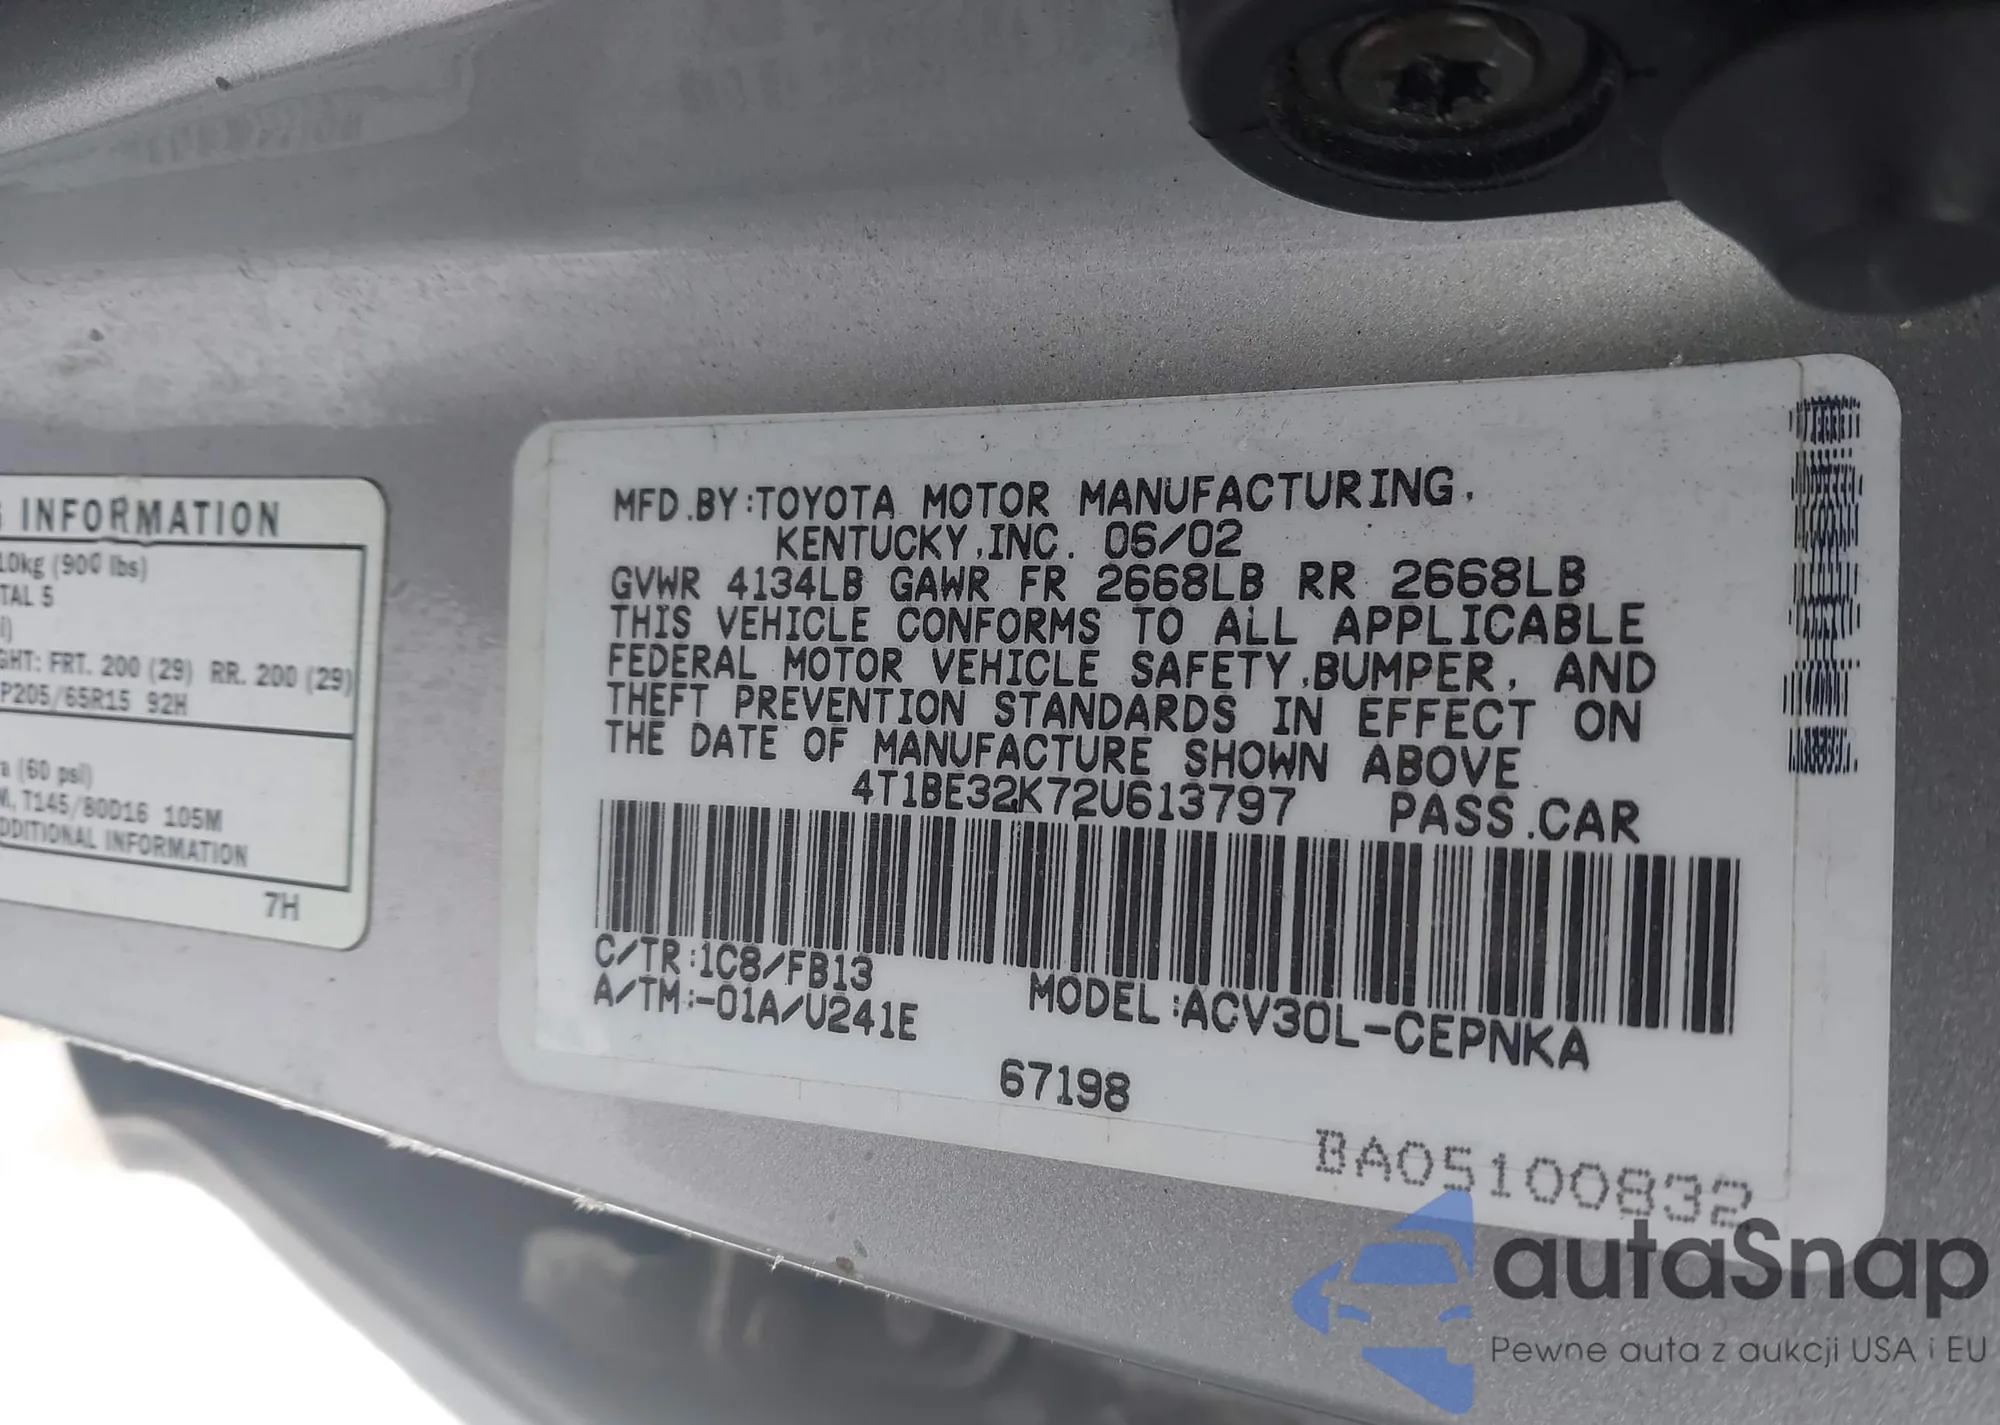 INFORMATION
10kg (900 lbs)
TAL 5
GHT: FRT. 200 (29) RR. 200 (29)
P205/65R15 92H
(60 psi)
T145/80D16 105M
ADDITIONAL INFORMATION
7H
MFD.BY:TOYOTA MOTOR MANUFACTURING,
KENTUCKY,INC. 06/02
GVWR 4134LB GAWR FR 2668LB RR 2668LB
THIS VEHICLE CONFORMS TO ALL APPLICABLE
FEDERAL MOTOR VEHICLE SAFETY,BUMPER, AND
THEFT PREVENTION STANDARDS IN EFFECT ON
THE DATE OF MANUFACTURE SHOWN ABOVE
4T1BE32K72U613797 PASS.CAR
C/TR:1C8/FB13
A/TM:-01A/U241E
MODEL:ACV30L-CEPNKA
67198
BA05100832
autaSnap
Pewne auta z aukcji USA i EU